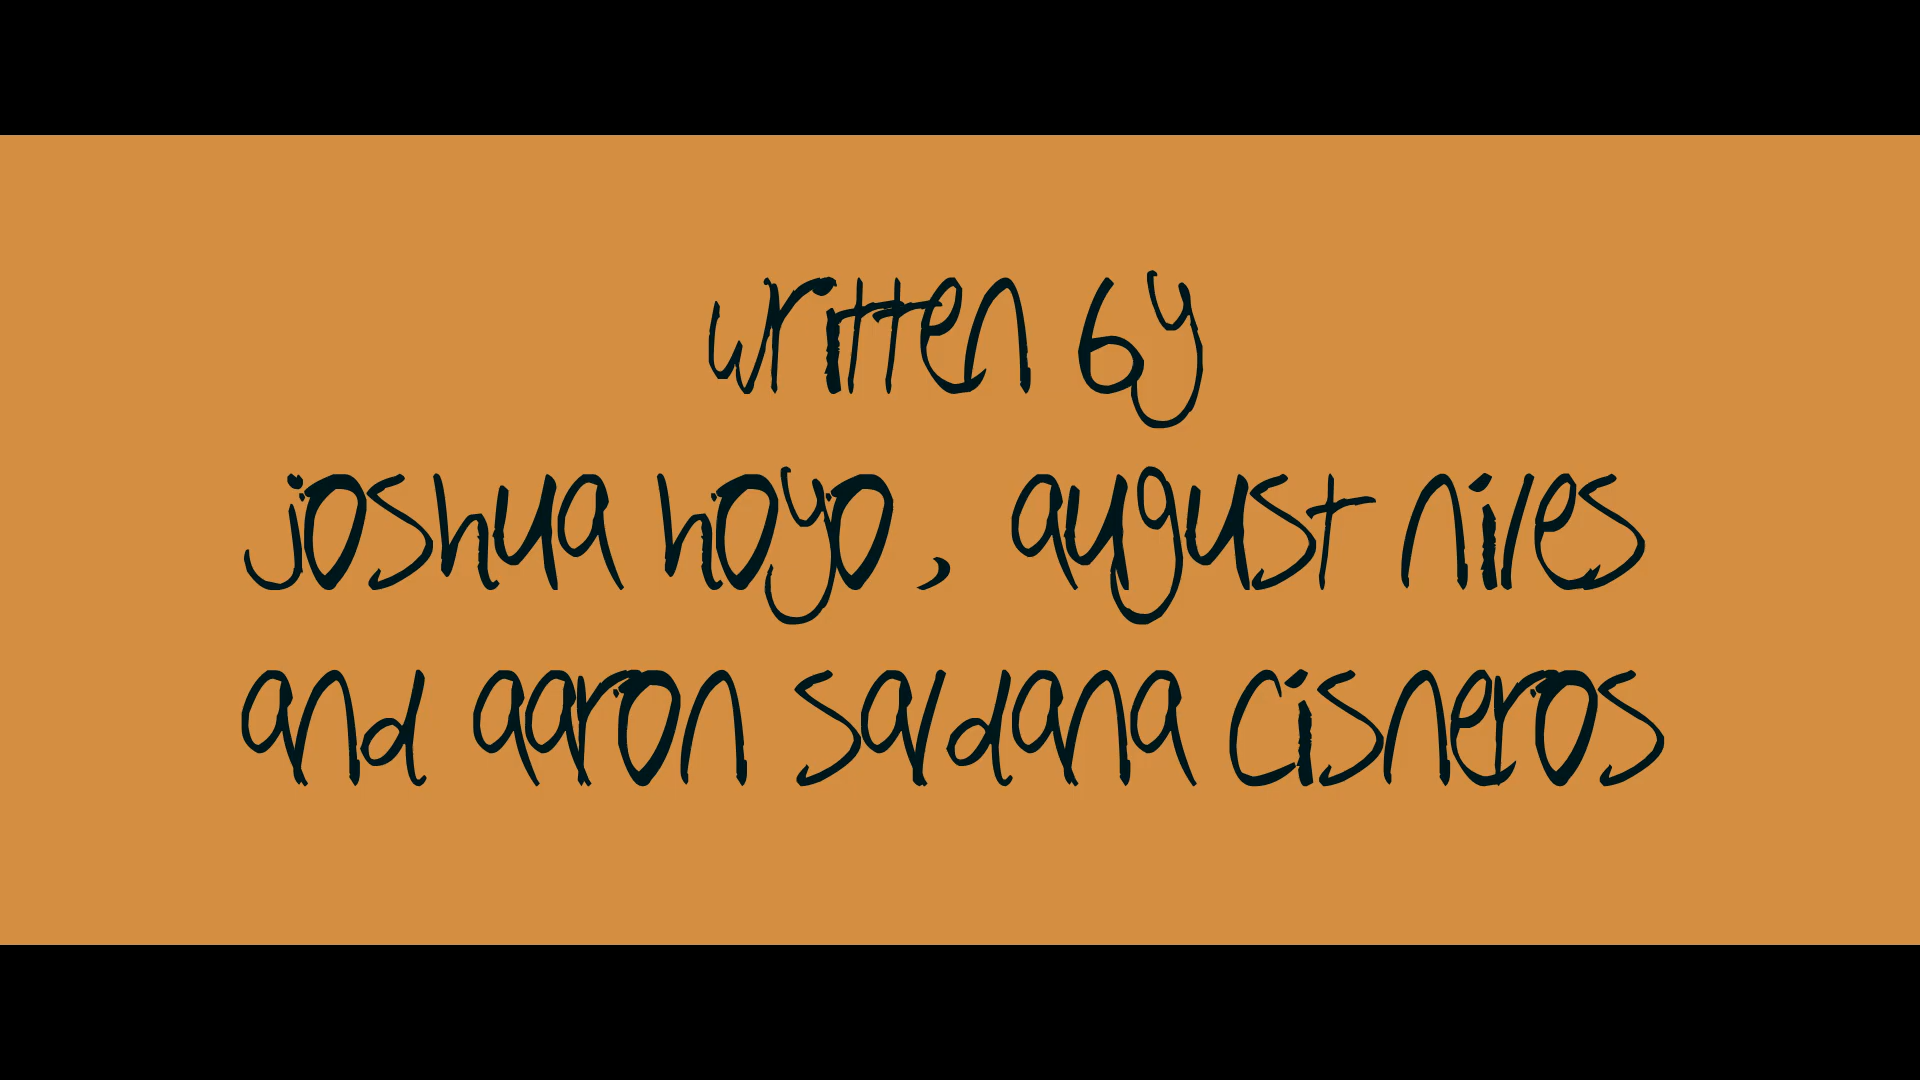 written by
joshua hoyo, august niles
and aaron saldana cisneros